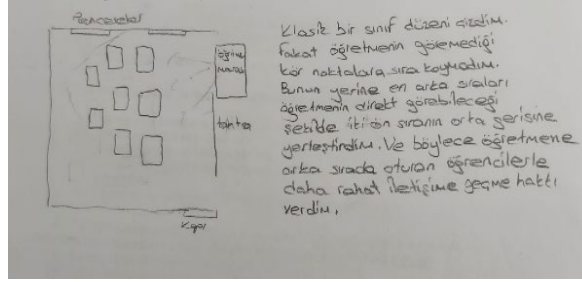 Pencereler
öğrtmn
masası
tahta
Kapı
Klasik bir sınıf düzeni çizdim.
Fakat öğretmenin göremediği
kör noktalara sıra koymadım.
Bunun yerine en arka sıraları
öğretmenin direkt görebileceği
şekilde iki ön sıranın orta gerisine
yerleştirdim. Ve böylece öğretmene
arka sırada oturan öğrencilerle
daha rahat iletişime geçme hakkı
verdim.